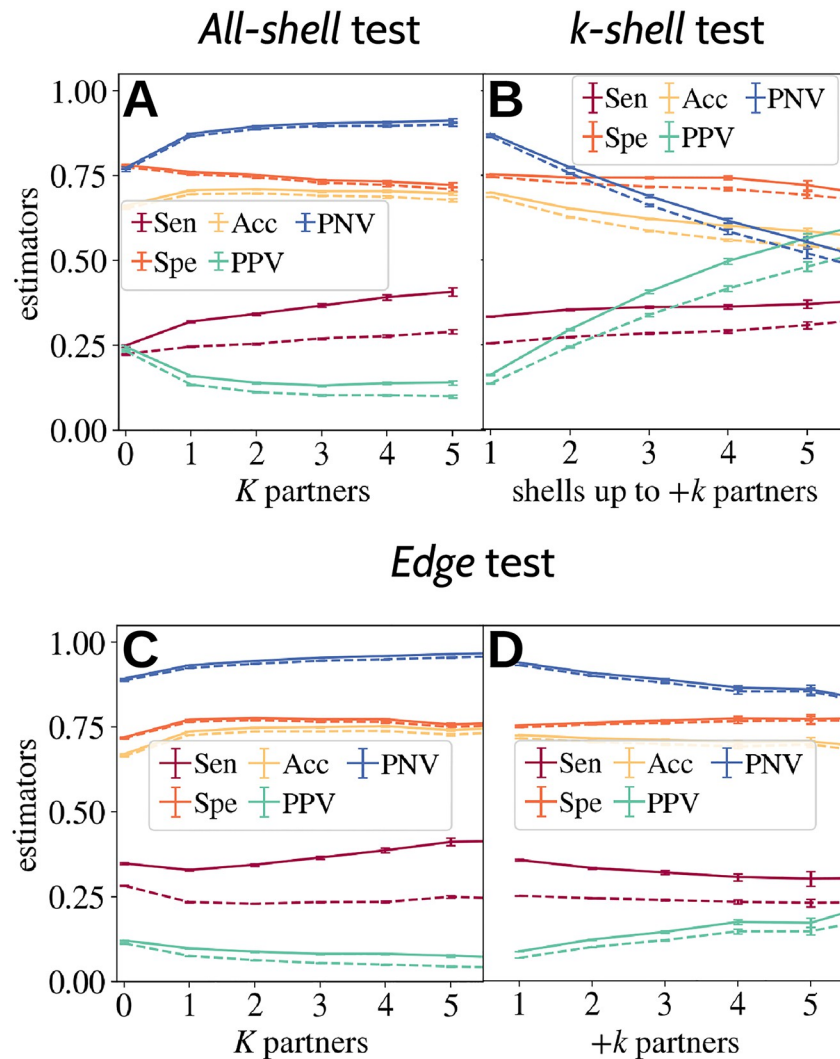 All-shell test
k-shell test
A
B
1.00
0.75
0.50
0.25
0.00
estimators
Sen Acc PNV
Spe PPV
Sen Acc PNV
Spe PPV
0 1 2 3 4 5
1 2 3 4 5
K partners
shells up to +k partners
Edge test
C
D
1.00
0.75
0.50
0.25
0.00
estimators
Sen Acc PNV
Spe PPV
Sen Acc PNV
Spe PPV
0 1 2 3 4 5
1 2 3 4 5
K partners
+k partners